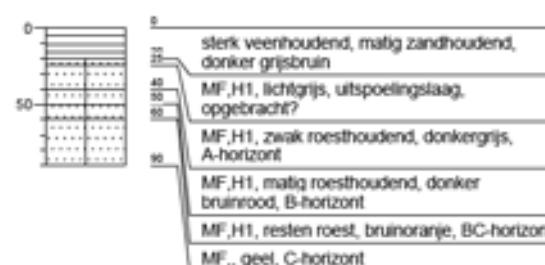 0
0
sterk veenhoudend, matig zandhoudend,
donker grijsbruin
25
MF,H1, lichtgrijs, uitspoelingslaag,
opgebracht?
40
50
50
60
MF,H1, zwak roesthoudend, donkergrijs,
A-horizont
MF,H1, matig roesthoudend, donker
bruinrood, B-horizont
90
MF,H1, resten roest, bruinoranje, BC-horizon
MF,, geel, C-horizont